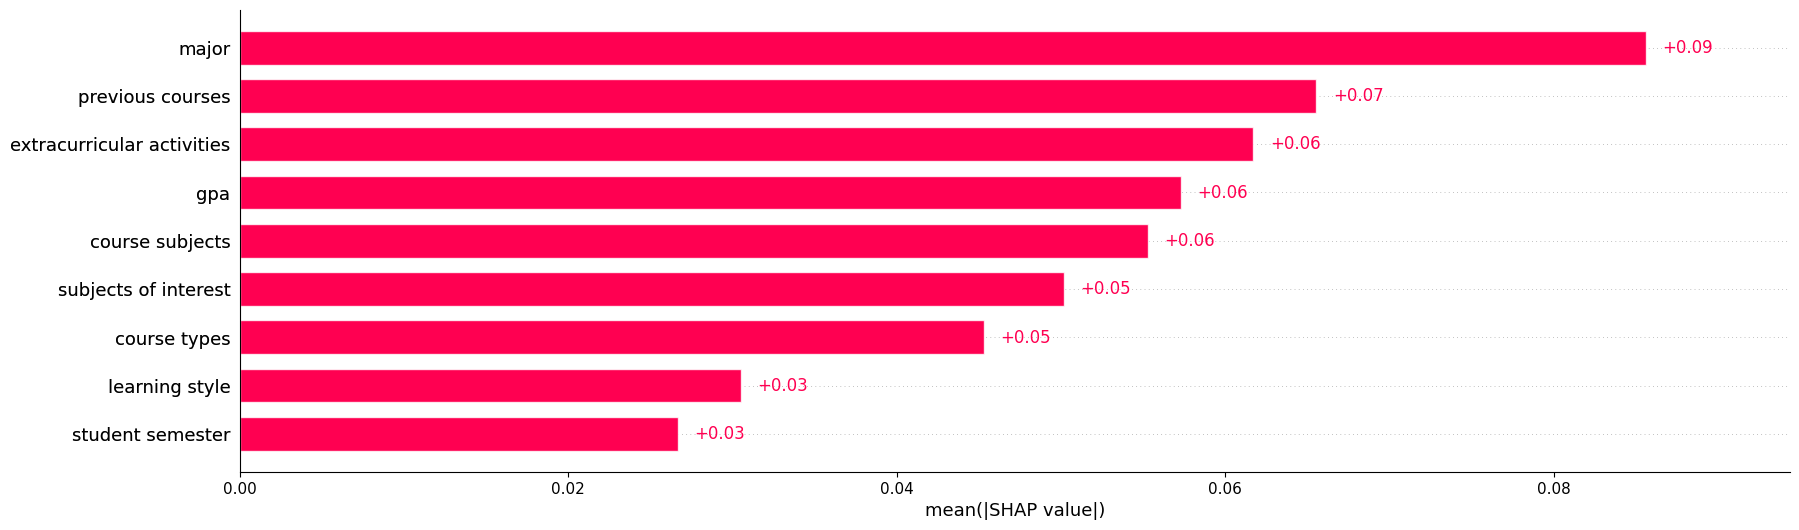 major +0.09
previous courses +0.07
extracurricular activities +0.06
gpa +0.06
course subjects +0.06
subjects of interest +0.05
course types +0.05
learning style +0.03
student semester +0.03
0.00 0.02 0.04 0.06 0.08
mean(|SHAP value|)